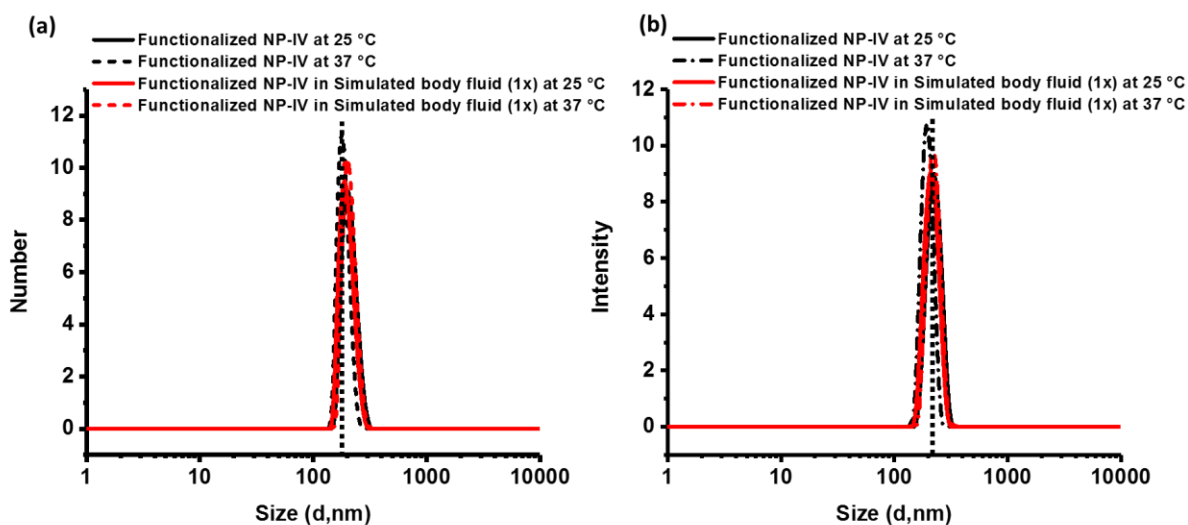 (a)
Functionalized NP-IV at 25 °C
Functionalized NP-IV at 37 °C
Functionalized NP-IV in Simulated body fluid (1x) at 25 °C
Functionalized NP-IV in Simulated body fluid (1x) at 37 °C
12
10
8
6
4
2
0
Number
1
10
100
1000
10000
Size (d,nm)
(b)
Functionalized NP-IV at 25 °C
Functionalized NP-IV at 37 °C
Functionalized NP-IV in Simulated body fluid (1x) at 25 °C
Functionalized NP-IV in Simulated body fluid (1x) at 37 °C
12
10
8
6
4
2
0
Intensity
1
10
100
1000
10000
Size (d,nm)